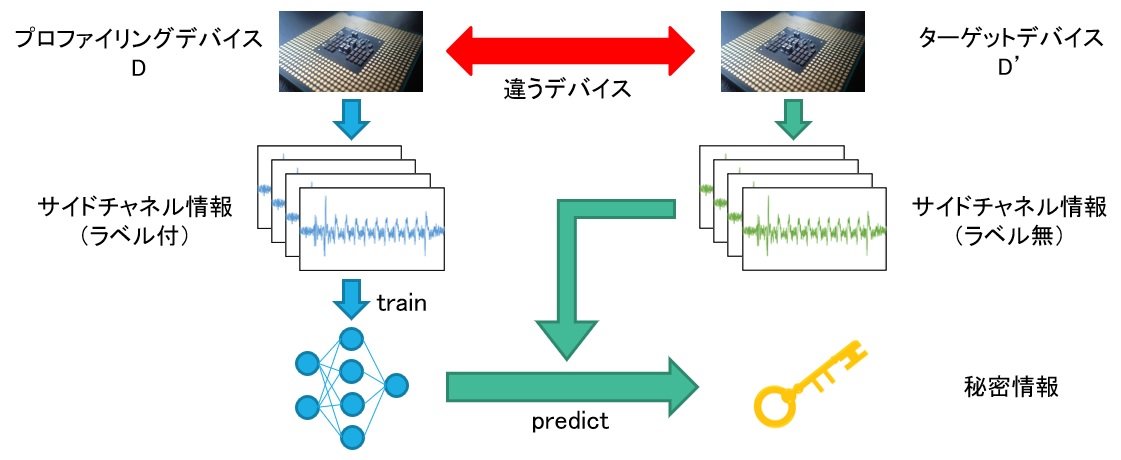 プロファイリングデバイス
D
違うデバイス
ターゲットデバイス
D’
サイドチャネル情報
（ラベル付）
サイドチャネル情報
（ラベル無）
train
predict
秘密情報